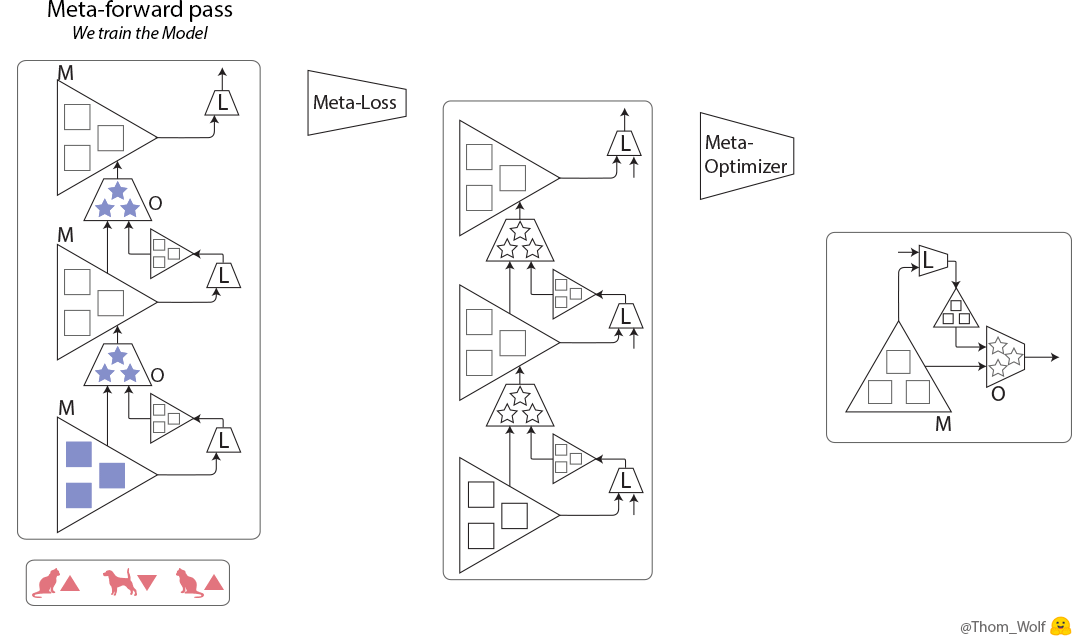 Meta-forward pass
We train the Model
M
L
O
M
L
O
M
L
Meta-Loss
L
L
L
Meta-
Optimizer
L
O
M
@Thom_Wolf